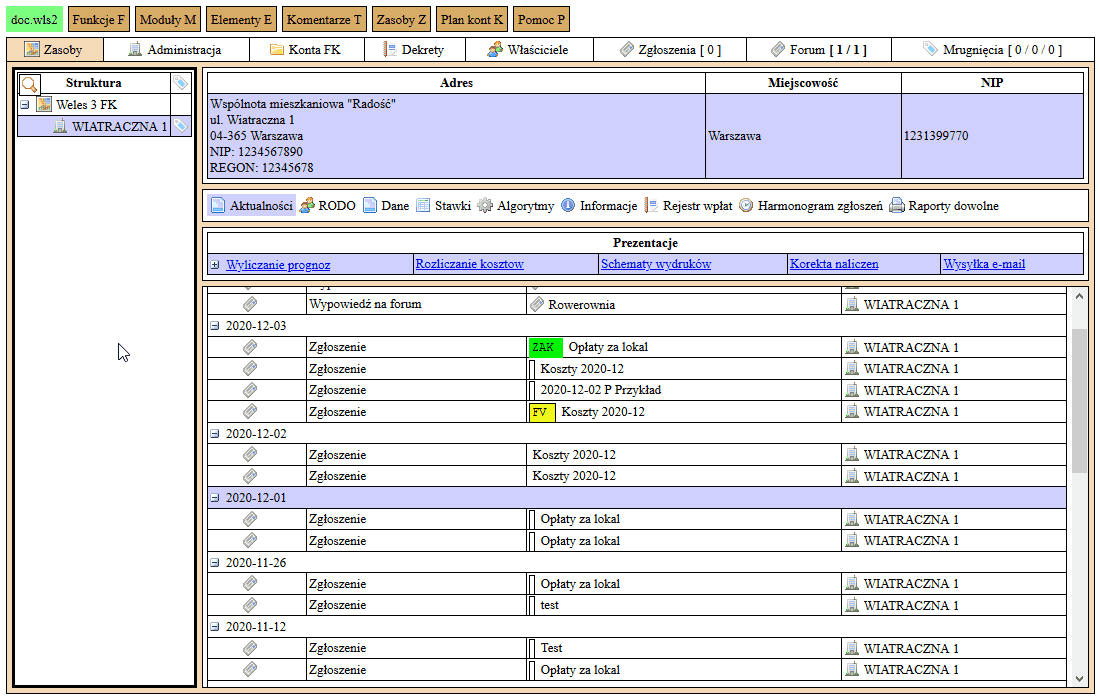 doc.wls2 Funkcje F Moduły M Elementy E Komentarze T Zasoby Z Plan kont K Pomoc P
Zasoby Administracja Konta FK Dekrety Właściciele Zgłoszenia [ 0 ] Forum [ 1 / 1 ] Mrugnięcia [ 0 / 0 / 0 ]
Struktura
Weles 3 FK
WIATRACZNA 1
Adres Miejscowość NIP
Wspólnota mieszkaniowa "Radość"
ul. Wiatraczna 1
04-365 Warszawa
NIP: 1234567890
REGON: 12345678
Warszawa
1231399770
Aktualności RODO Dane Stawki Algorytmy Informacje Rejestr wpłat Harmonogram zgłoszeń Raporty dowolne
Prezentacje
Wyliczanie prognoz Rozliczanie kosztow Schematy wydruków Korekta naliczen Wysyłka e-mail
Wypowiedź na forum Rowerownia WIATRACZNA 1
2020-12-03
Zgłoszenie ZAK Opłaty za lokal WIATRACZNA 1
Zgłoszenie Koszty 2020-12 WIATRACZNA 1
Zgłoszenie 2020-12-02 P Przykład WIATRACZNA 1
Zgłoszenie FV Koszty 2020-12 WIATRACZNA 1
2020-12-02
Zgłoszenie Koszty 2020-12 WIATRACZNA 1
Zgłoszenie Koszty 2020-12 WIATRACZNA 1
2020-12-01
Zgłoszenie Opłaty za lokal WIATRACZNA 1
Zgłoszenie Opłaty za lokal WIATRACZNA 1
2020-11-26
Zgłoszenie Opłaty za lokal WIATRACZNA 1
Zgłoszenie test WIATRACZNA 1
2020-11-12
Zgłoszenie Test WIATRACZNA 1
Zgłoszenie Opłaty za lokal WIATRACZNA 1